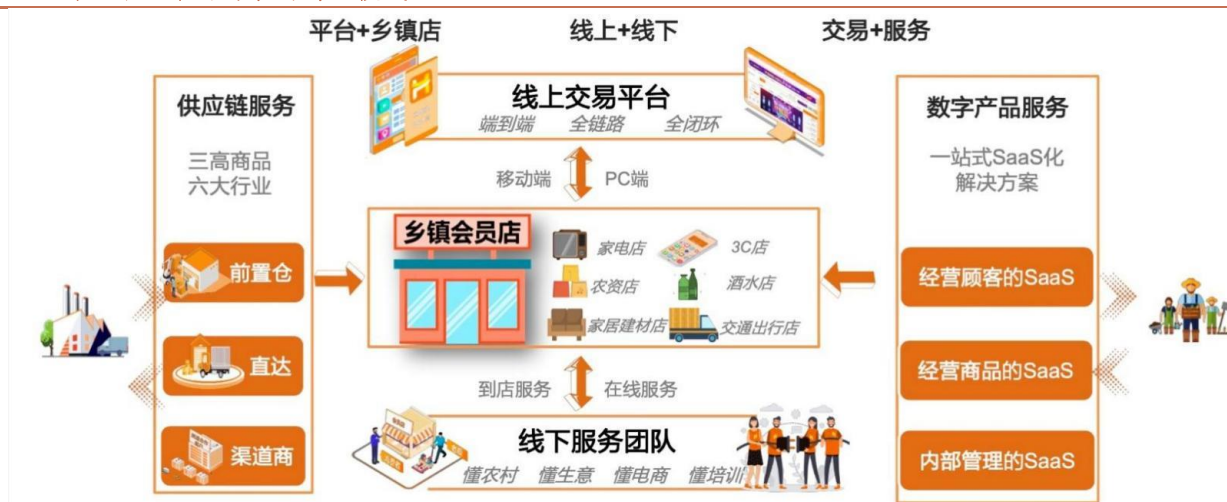 平台+乡镇店
线上+线下
交易+服务
供应链服务
三高商品
六大行业
前置仓
直达
渠道商
线上交易平台
端到端 全链路 全闭环
移动端 PC端
乡镇会员店
家电店
3C店
农资店
酒水店
家居建材店
交通出行店
到店服务 在线服务
线下服务团队
懂农村 懂生意 懂电商 懂培训
数字产品服务
一站式SaaS化
解决方案
经营顾客的SaaS
经营商品的SaaS
内部管理的SaaS